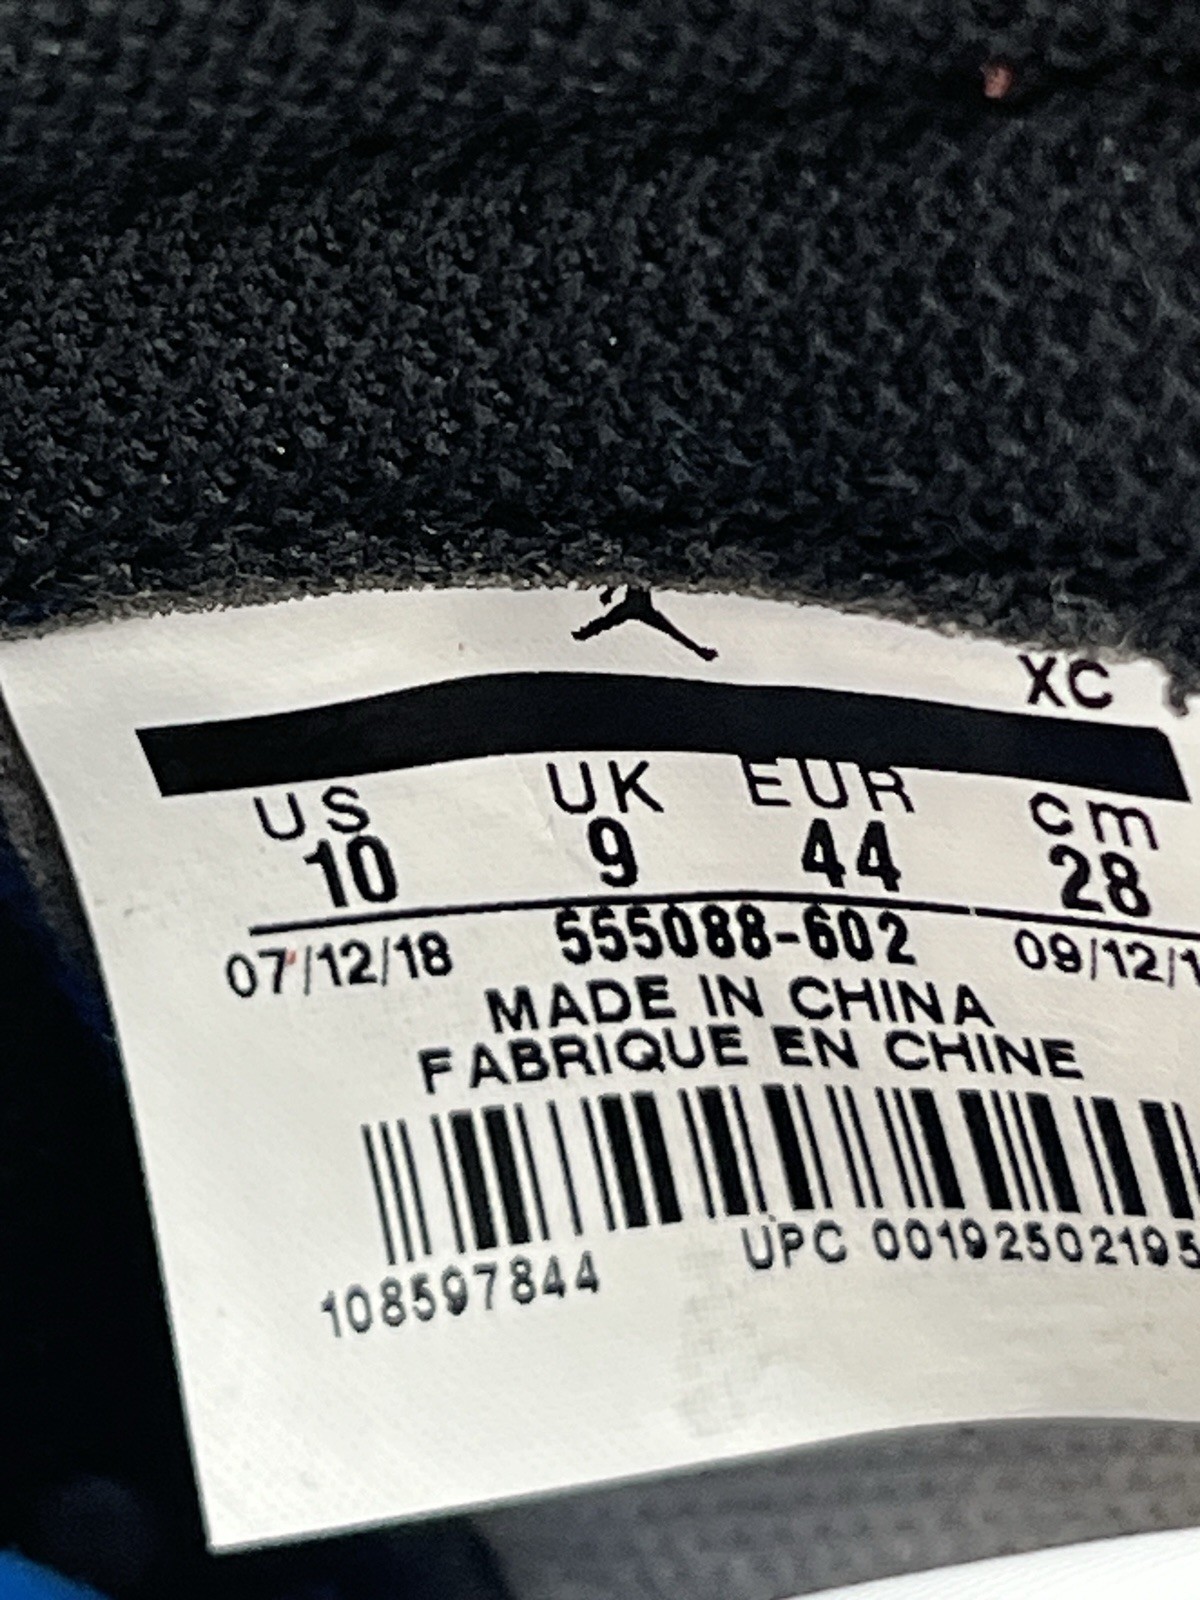 XC
US UK EUR cm
10 9 44 28
07/12/18 555088-602 09/12/1
MADE IN CHINA
FABRIQUE EN CHINE
108597844 UPC 00192502195